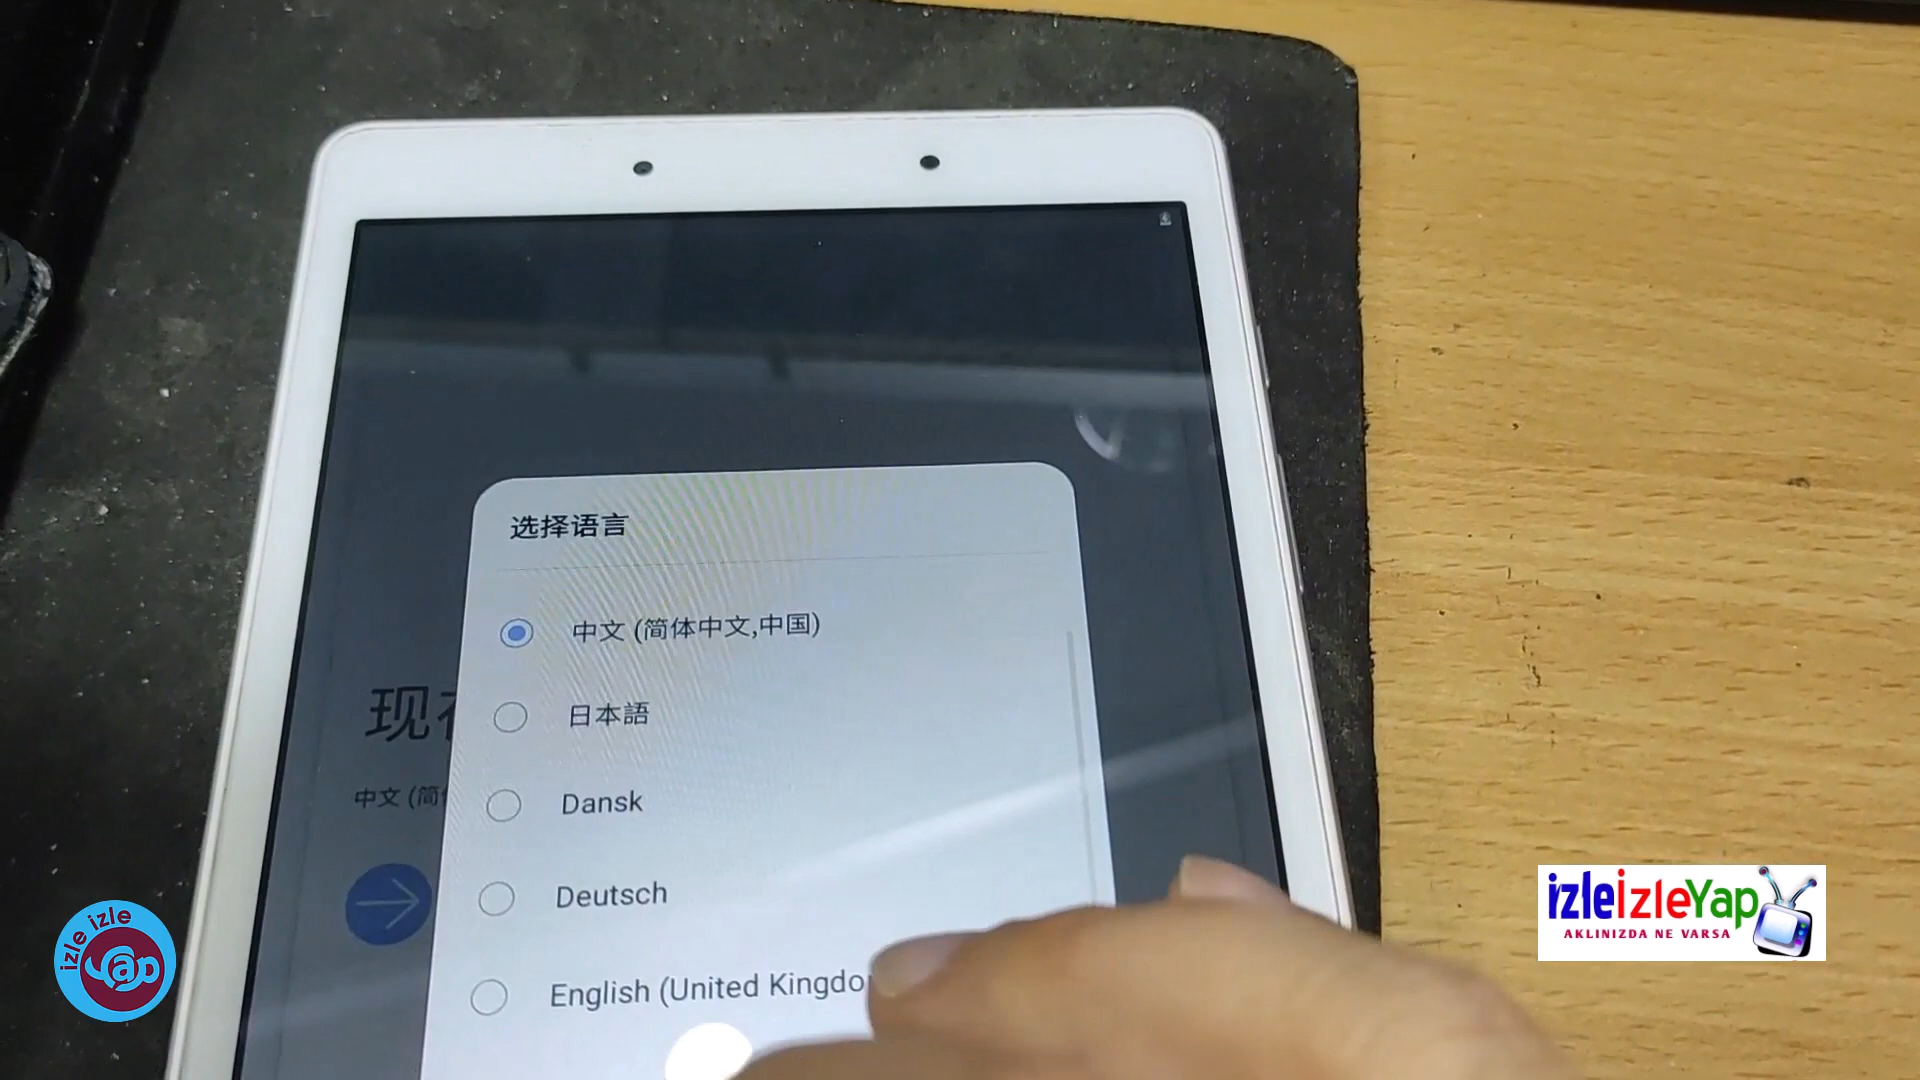 选择语言
中文 (简体中文,中国)
日本語
Dansk
Deutsch
English (United
现
中文 (简
izle izle
yap
izleizleYap
AKLINIZDA NE VARSA